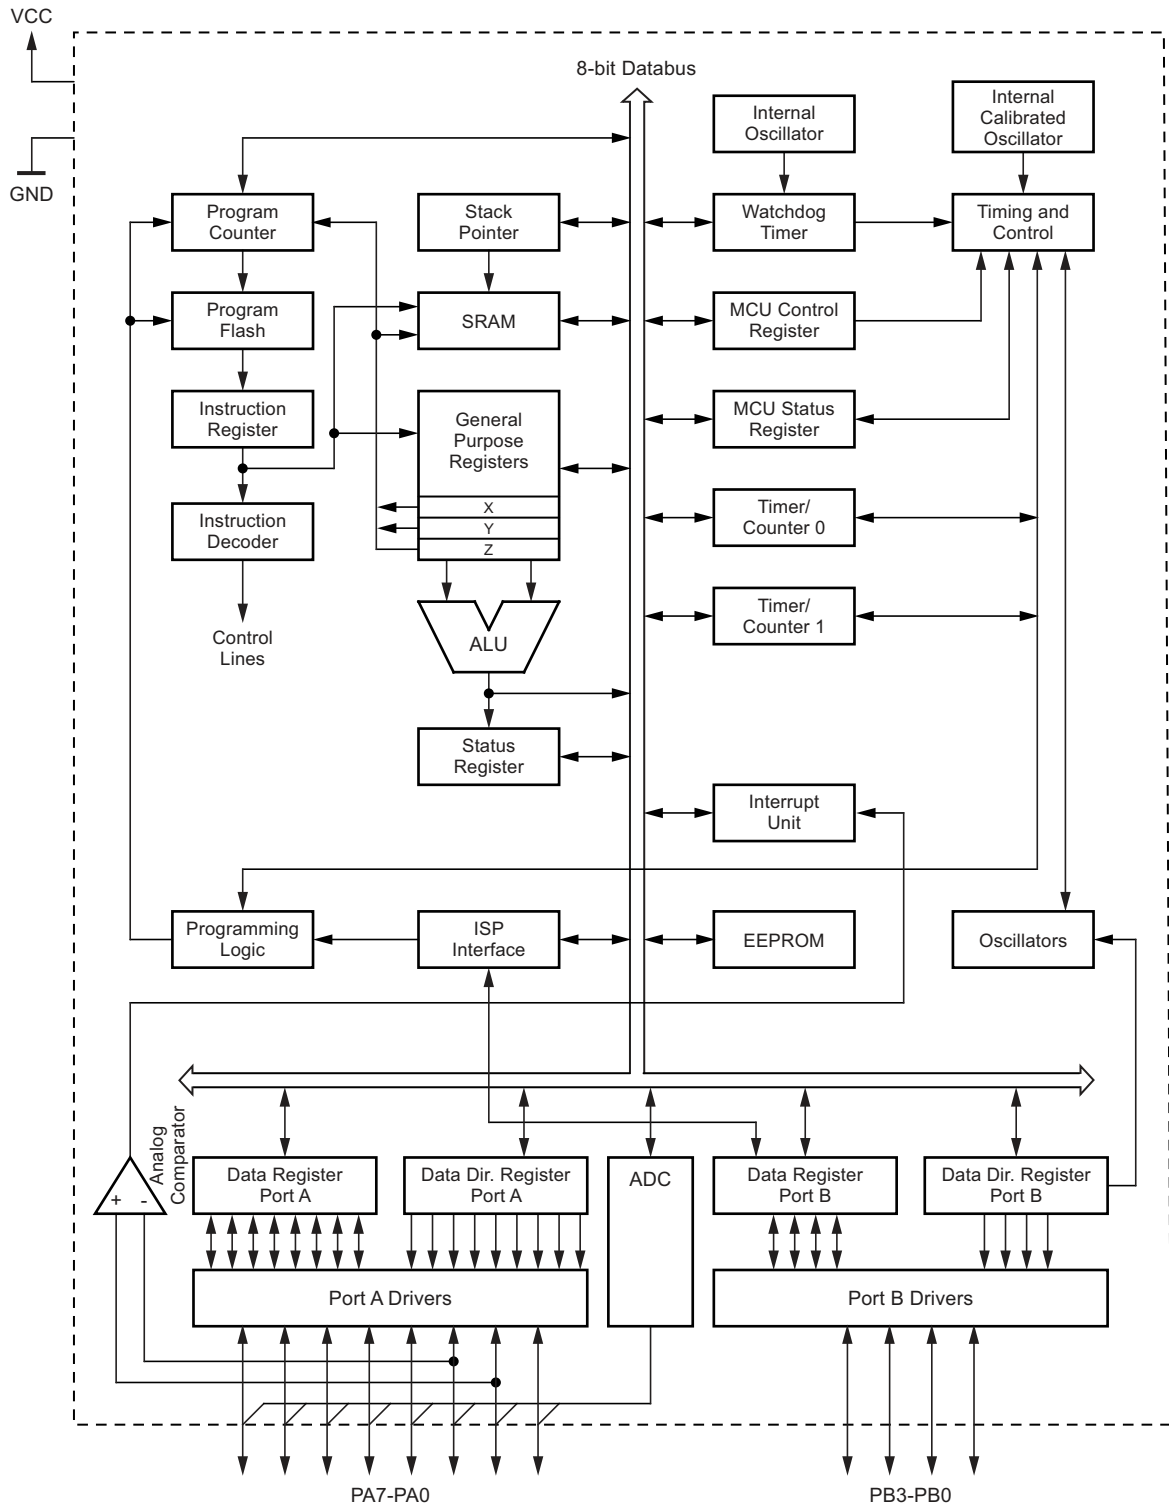 VCC
GND
8-bit Databus
Internal
Oscillator
Internal
Calibrated
Oscillator
Program
Counter
Stack
Pointer
Watchdog
Timer
Timing and
Control
Program
Flash
SRAM
MCU Control
Register
Instruction
Register
General
Purpose
Registers
X
Y
Z
MCU Status
Register
Instruction
Decoder
Timer/
Counter 0
Control
Lines
ALU
Timer/
Counter 1
Status
Register
Interrupt
Unit
Programming
Logic
ISP
Interface
EEPROM
Oscillators
Analog
Comparator
+ -
Data Register
Port A
Data Dir. Register
Port A
ADC
Data Register
Port B
Data Dir. Register
Port B
Port A Drivers
Port B Drivers
PA7-PA0
PB3-PB0